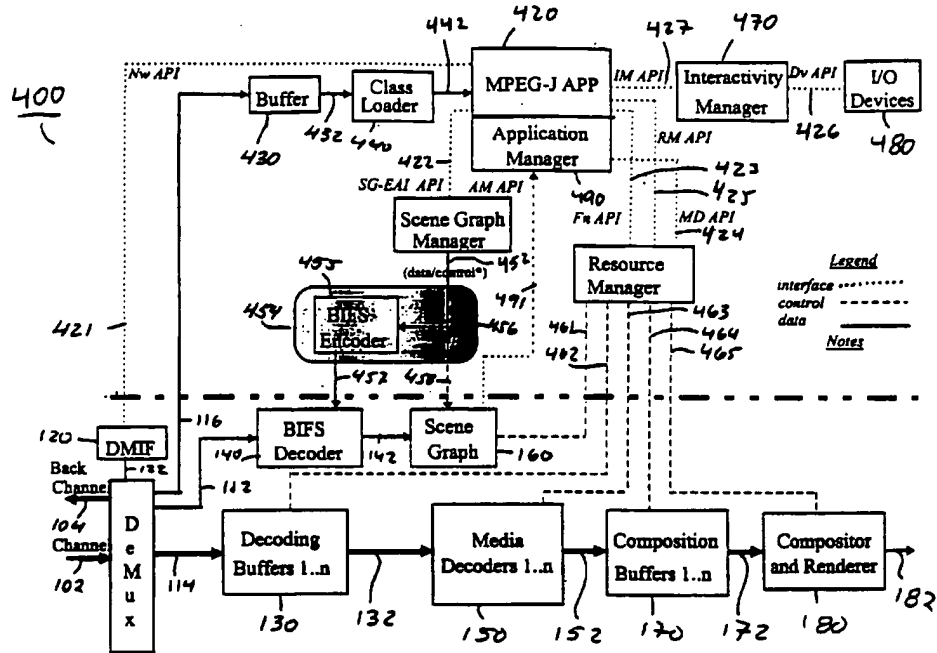 400
420
442
427
470
Nw API
MPEG-J APP
IM API
Interactivity
Manager
Dv API
I/O
Devices
480
426
Buffer
430
432
Class
Loader
440
Application
Manager
490
RM API
422
423
425
SG-EAI API
AM API
Fn API
MD API
424
Scene Graph
Manager
452
(data/control*)
491
Resource
Manager
Legend
interface
control
data
Notes
421
455
454
BIFS
Encoder
456
461
462
463
464
465
457
458
116
120
DMIF
122
BIFS
Decoder
140
142
Scene
Graph
160
Back
Channel
104
112
Channel
102
DeMux
114
Decoding
Buffers 1..n
130
132
Media
Decoders 1..n
150
152
Composition
Buffers 1..n
170
172
Compositor
and Renderer
180
182